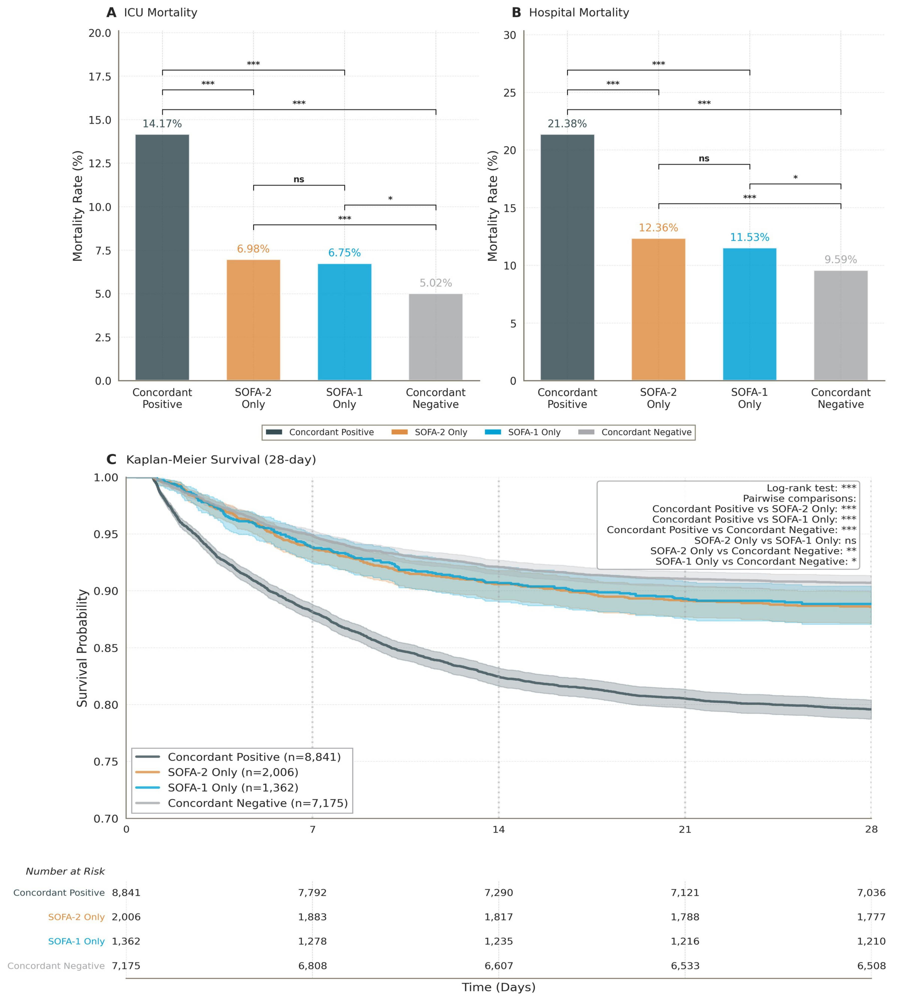 A ICU Mortality
20.0
17.5
15.0
12.5
10.0
7.5
5.0
2.5
0.0
Mortality Rate (%)
***
***
***
14.17%
ns
*
***
6.98%
6.75%
5.02%
Concordant
Positive
SOFA-2
Only
SOFA-1
Only
Concordant
Negative
B Hospital Mortality
30
25
20
15
10
5
0
Mortality Rate (%)
***
***
***
21.38%
ns
*
***
12.36%
11.53%
9.59%
Concordant
Positive
SOFA-2
Only
SOFA-1
Only
Concordant
Negative
Concordant Positive SOFA-2 Only SOFA-1 Only Concordant Negative
C Kaplan-Meier Survival (28-day)
1.00
0.95
0.90
0.85
0.80
0.75
0.70
Survival Probability
Log-rank test: ***
Pairwise comparisons:
Concordant Positive vs SOFA-2 Only: ***
Concordant Positive vs SOFA-1 Only: ***
Concordant Positive vs Concordant Negative: ***
SOFA-2 Only vs SOFA-1 Only: ns
SOFA-2 Only vs Concordant Negative: **
SOFA-1 Only vs Concordant Negative: *
Concordant Positive (n=8,841)
SOFA-2 Only (n=2,006)
SOFA-1 Only (n=1,362)
Concordant Negative (n=7,175)
0 7 14 21 28
Number at Risk
Concordant Positive 8,841 7,792 7,290 7,121 7,036
SOFA-2 Only 2,006 1,883 1,817 1,788 1,777
SOFA-1 Only 1,362 1,278 1,235 1,216 1,210
Concordant Negative 7,175 6,808 6,607 6,533 6,508
Time (Days)